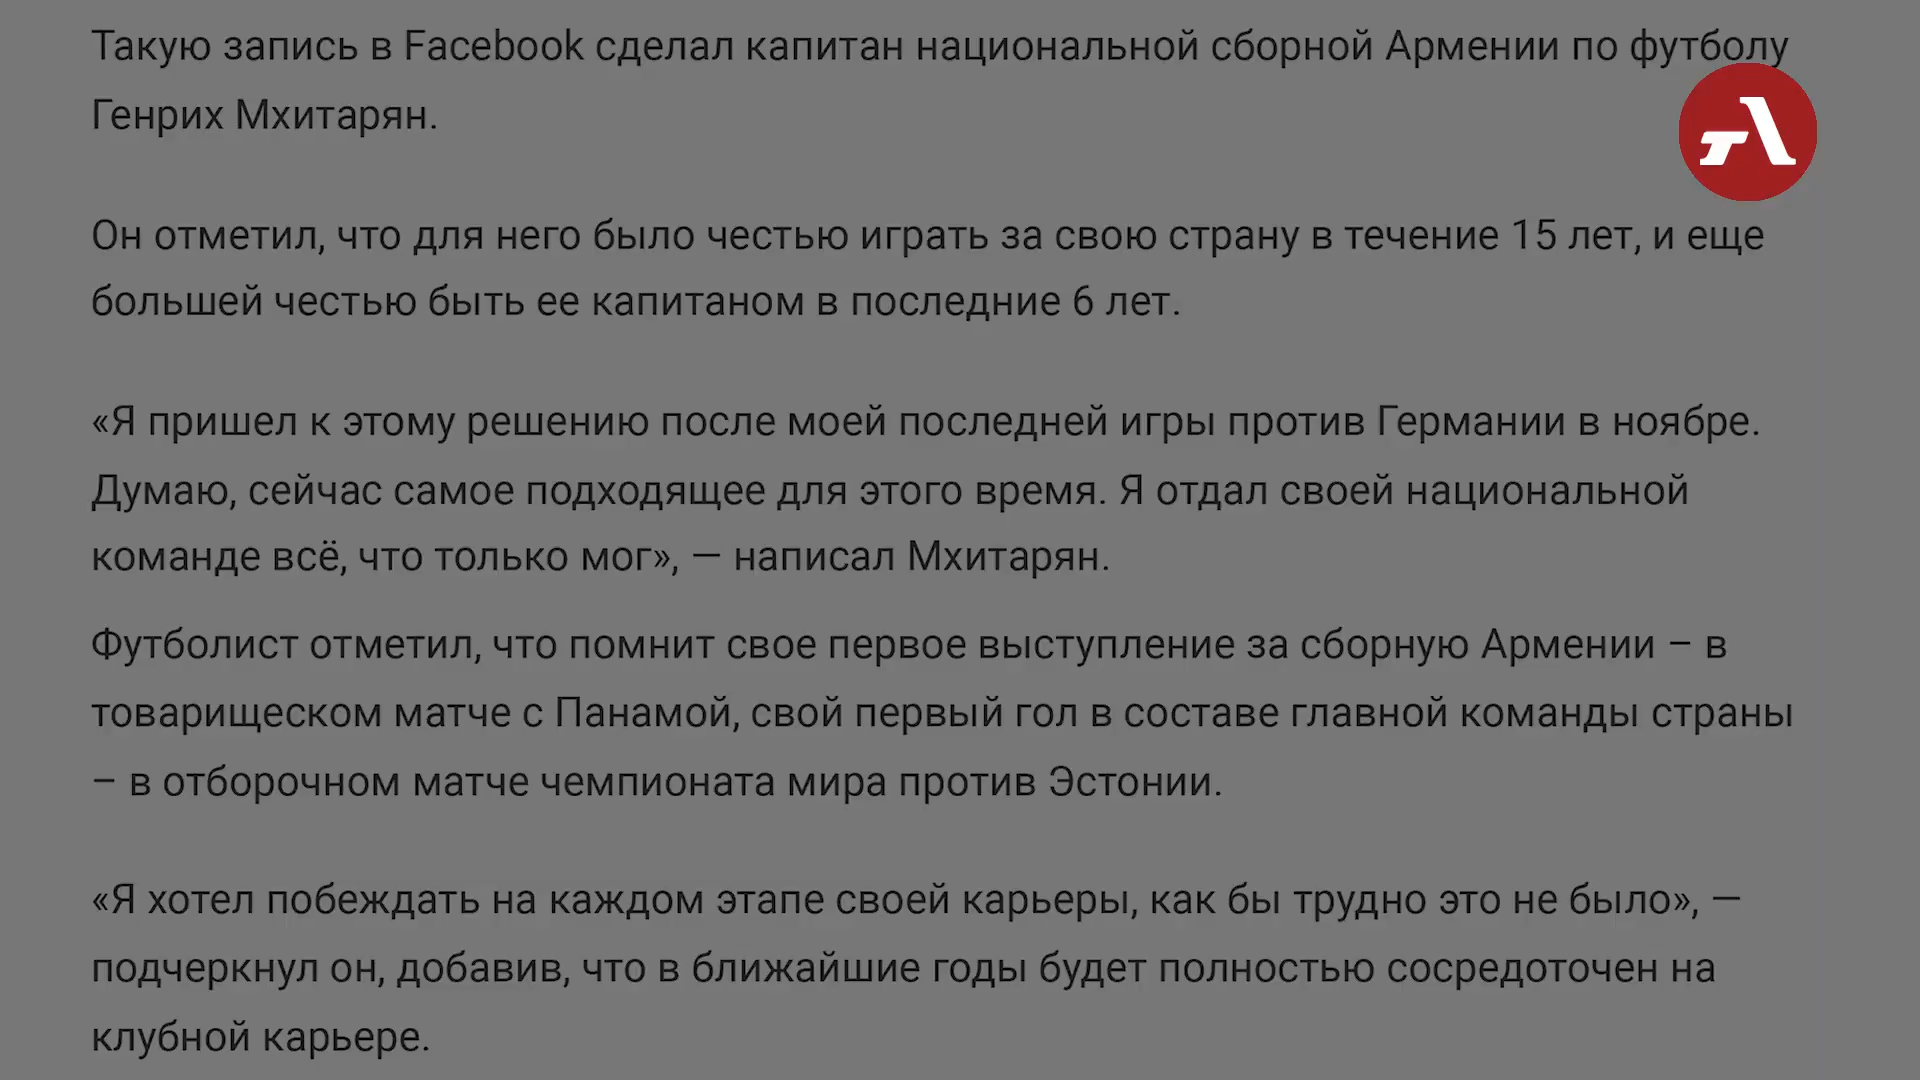 Такую запись в Facebook сделал капитан национальной сборной Армении по футболу
Генрих Мхитарян.
Он отметил, что для него было честью играть за свою страну в течение 15 лет, и еще
большей честью быть ее капитаном в последние 6 лет.
«Я пришел к этому решению после моей последней игры против Германии в ноябре.
Думаю, сейчас самое подходящее для этого время. Я отдал своей национальной
команде всё, что только мог», — написал Мхитарян.
Футболист отметил, что помнит свое первое выступление за сборную Армении – в
товарищеском матче с Панамой, свой первый гол в составе главной команды страны
– в отборочном матче чемпионата мира против Эстонии.
«Я хотел побеждать на каждом этапе своей карьеры, как бы трудно это не было», —
подчеркнул он, добавив, что в ближайшие годы будет полностью сосредоточен на
клубной карьере.